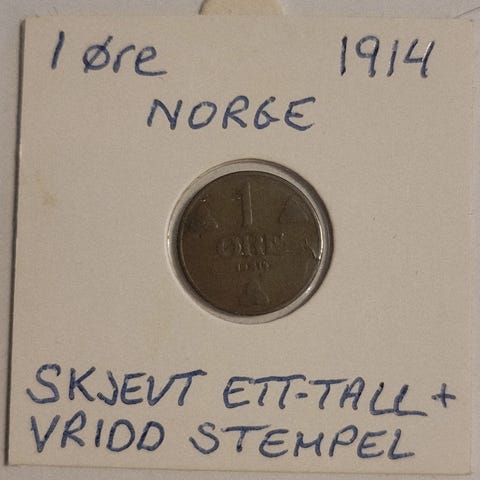 1 Øre 1914
NORGE
1
ØRE
SKJEVT ETT-TALL +
VRIDD STEMPEL